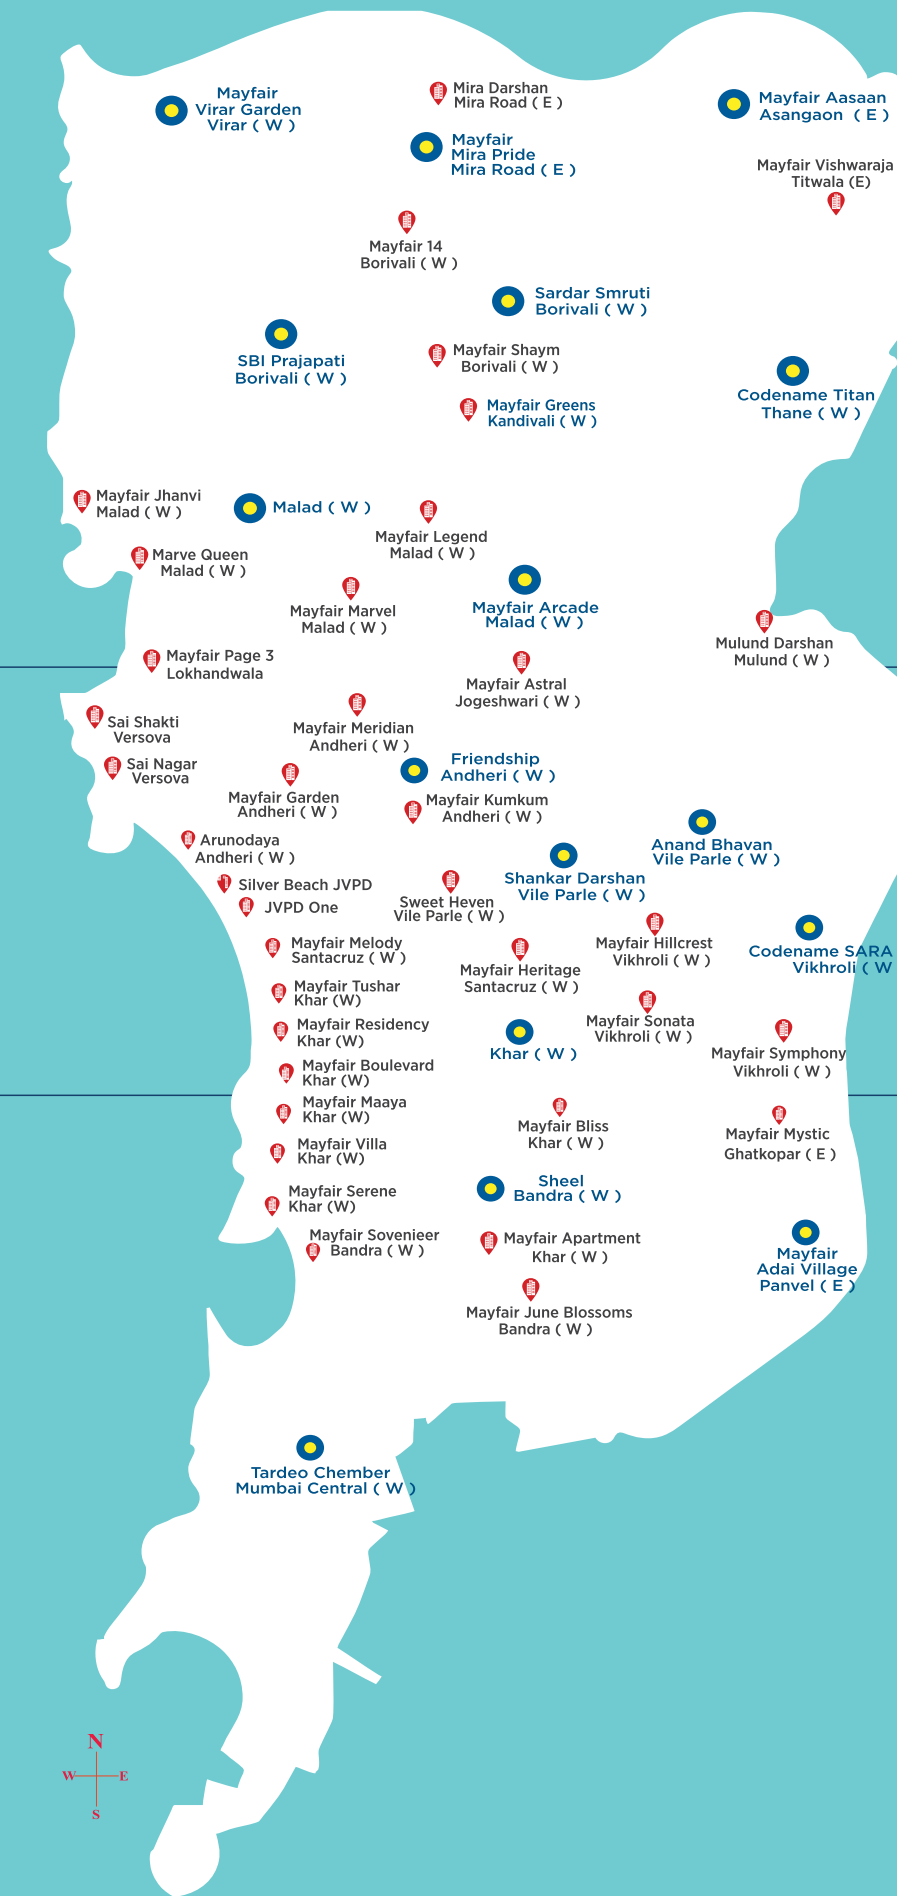 Mayfair
Virar Garden
Virar ( W )
Mira Darshan
Mira Road ( E )
Mayfair
Mira Pride
Mira Road ( E )
Mayfair Aasaan
Asangaon ( E )
Mayfair Vishwaraja
Titwala (E)
Mayfair 14
Borivali ( W )
Sardar Smruti
Borivali ( W )
SBI Prajapati
Borivali ( W )
Mayfair Shaym
Borivali ( W )
Codename Titan
Thane ( W )
Mayfair Greens
Kandivali ( W )
Mayfair Jhanvi
Malad ( W )
Malad ( W )
Mayfair Legend
Malad ( W )
Marve Queen
Malad ( W )
Mayfair Marvel
Malad ( W )
Mayfair Arcade
Malad ( W )
Mulund Darshan
Mulund ( W )
Mayfair Page 3
Lokhandwala
Mayfair Astral
Jogeshwari ( W )
Sai Shakti
Versova
Mayfair Meridian
Andheri ( W )
Sai Nagar
Versova
Friendship
Andheri ( W )
Mayfair Garden
Andheri ( W )
Mayfair Kumkum
Andheri ( W )
Arunodaya
Andheri ( W )
Anand Bhavan
Vile Parle ( W )
Shankar Darshan
Vile Parle ( W )
Silver Beach JVPD
JVPD One
Sweet Heven
Vile Parle ( W )
Mayfair Melody
Santacruz ( W )
Mayfair Hillcrest
Vikhroli ( W )
Codename SARA
Vikhroli ( W
Mayfair Heritage
Santacruz ( W )
Mayfair Tushar
Khar (W)
Mayfair Residency
Khar (W)
Mayfair Sonata
Vikhroli ( W )
Khar ( W )
Mayfair Symphony
Vikhroli ( W )
Mayfair Boulevard
Khar (W)
Mayfair Maaya
Khar (W)
Mayfair Bliss
Khar ( W )
Mayfair Mystic
Ghatkopar ( E )
Mayfair Villa
Khar (W)
Mayfair Serene
Khar (W)
Sheel
Bandra ( W )
Mayfair Sovenieer
Bandra ( W )
Mayfair Apartment
Khar ( W )
Mayfair
Adai Village
Panvel ( E )
Mayfair June Blossoms
Bandra ( W )
Tardeo Chember
Mumbai Central ( W )
N
W E
S